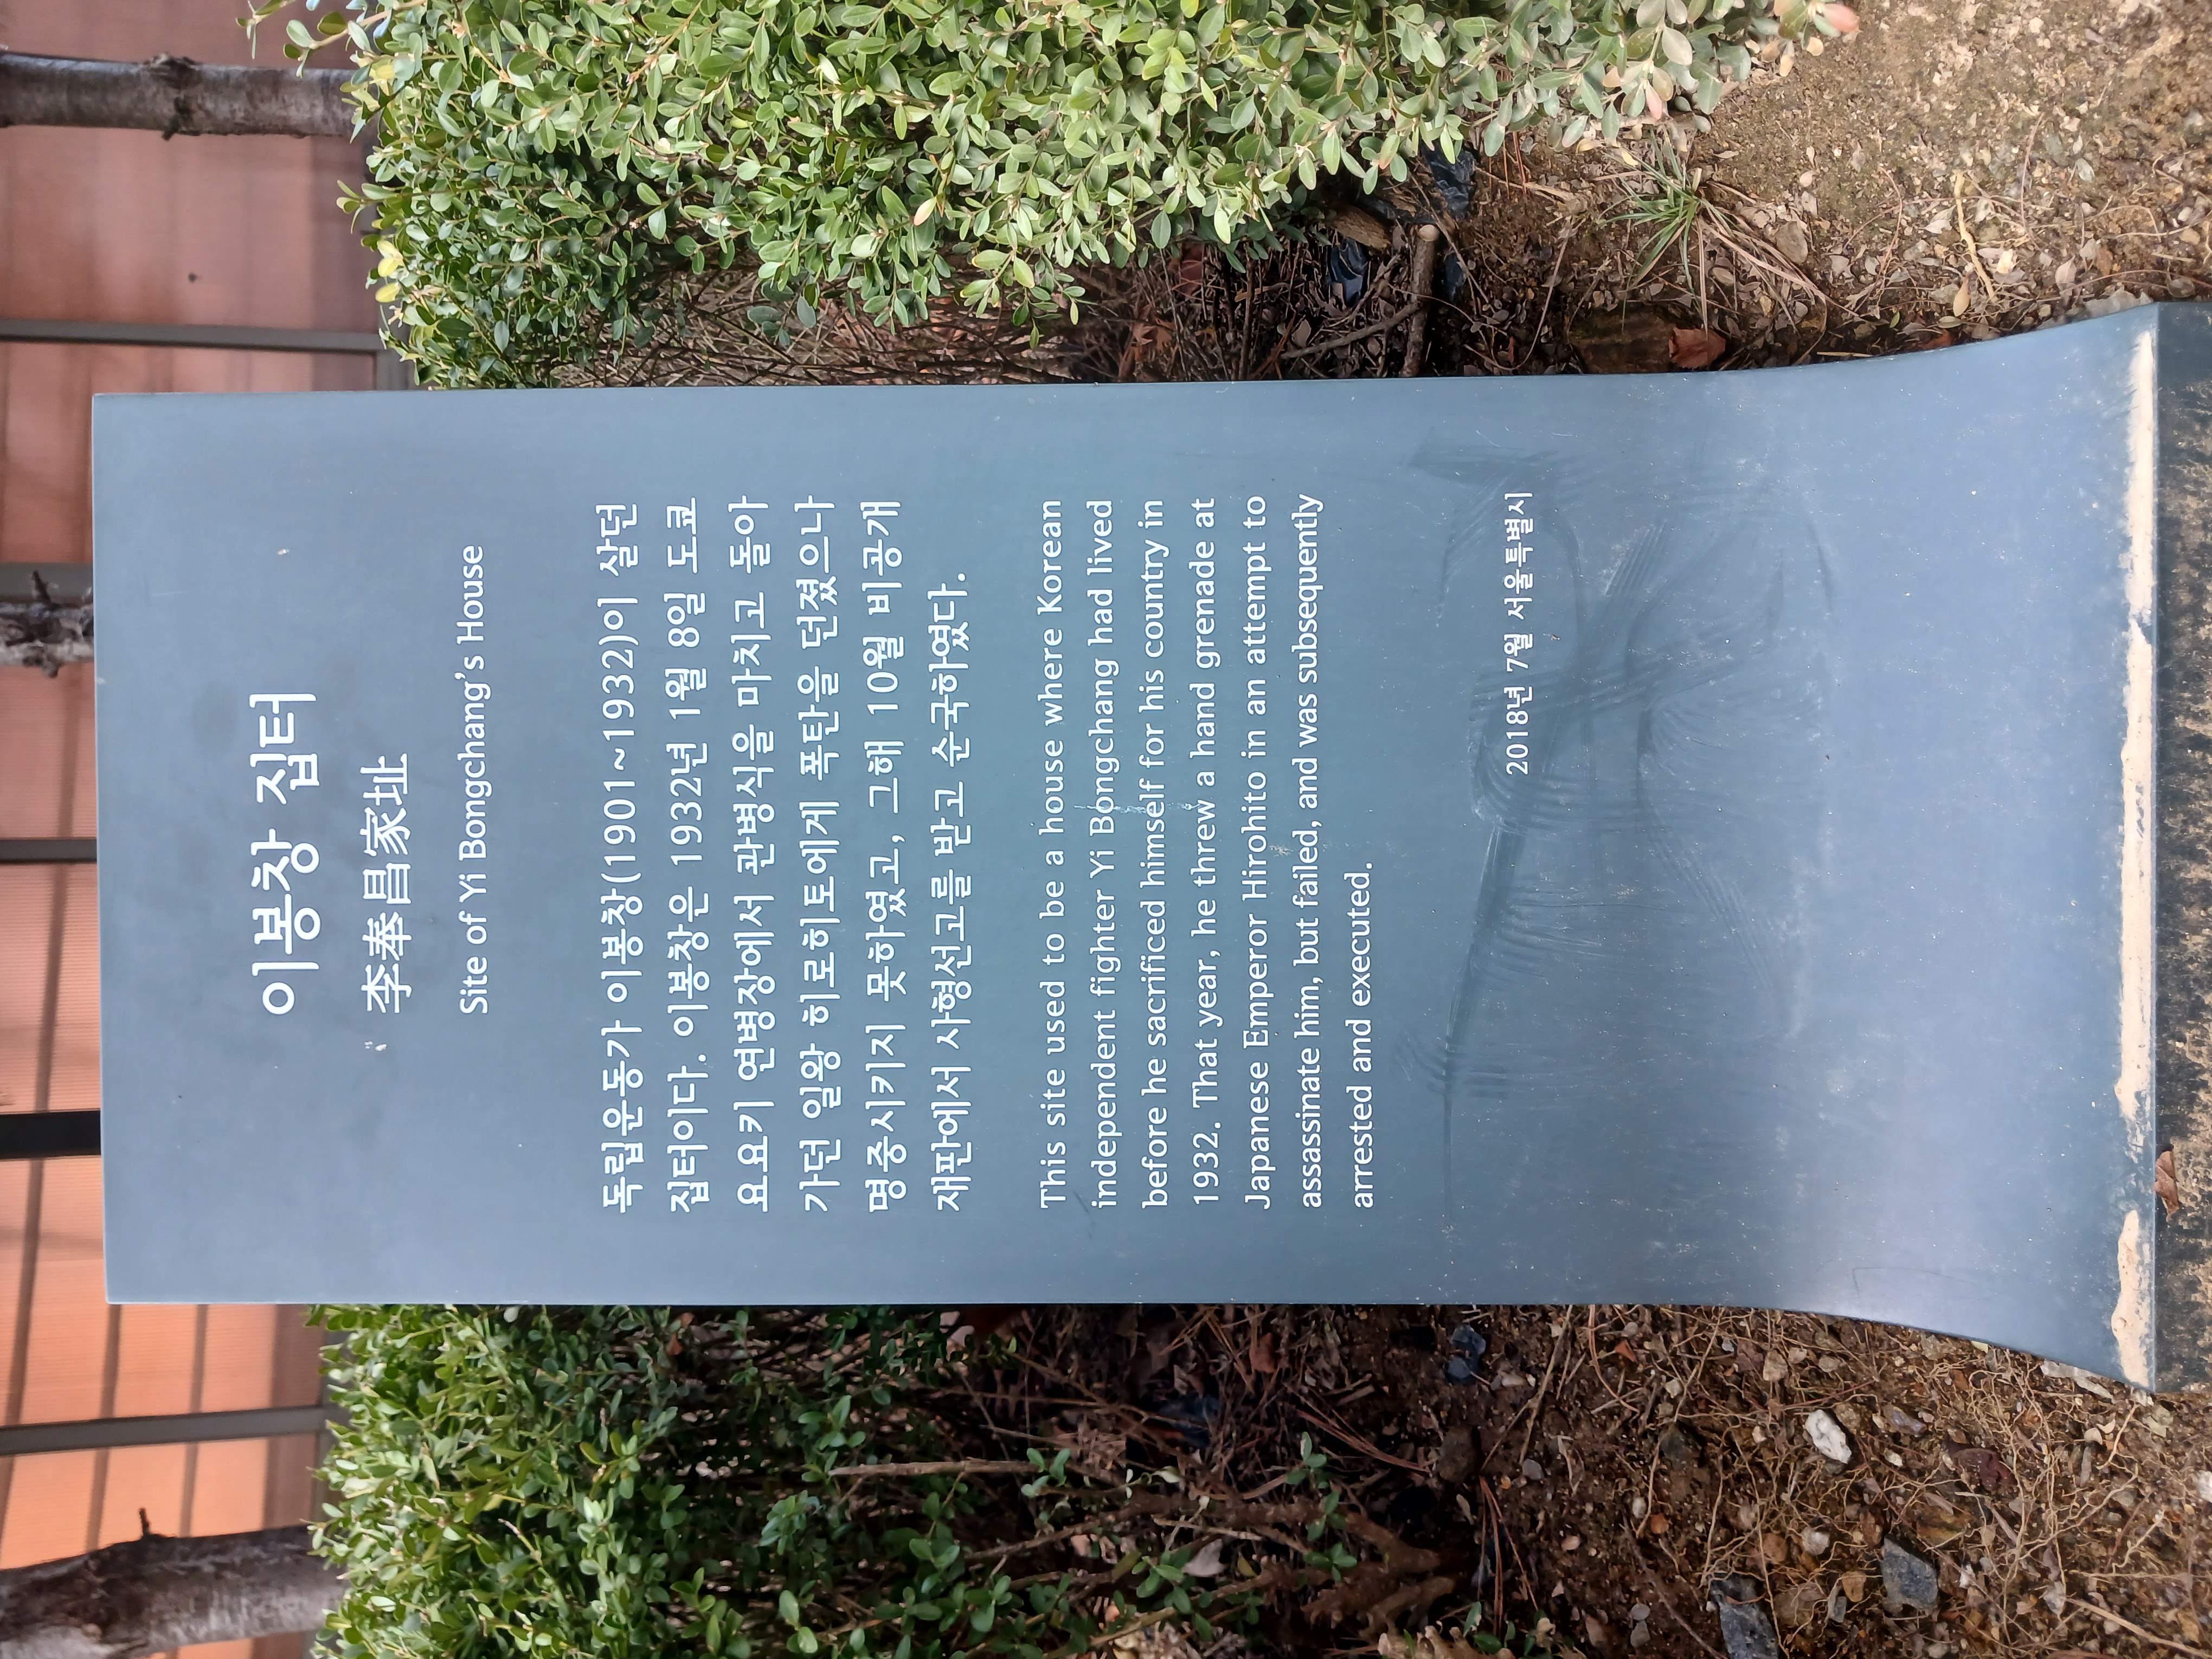 이봉창 집터
李奉昌家址
Site of Yi Bongchang's House
독립운동가 이봉창(1901~1932)이 살던
집터이다. 이봉창은 1932년 1월 8일 도쿄
요요키 연병장에서 관병식을 마치고 돌아
가던 일왕 히로히토에게 폭탄을 던졌으나
명중시키지 못하였고, 그해 10월 비공개
재판에서 사형선고를 받고 순국하였다.
This site used to be a house where Korean
independent fighter Yi Bongchang had lived
before he sacrificed himself for his country in
1932. That year, he threw a hand grenade at
Japanese Emperor Hirohito in an attempt to
assassinate him, but failed, and was subsequently
arrested and executed.
2018년 7월 서울특별시